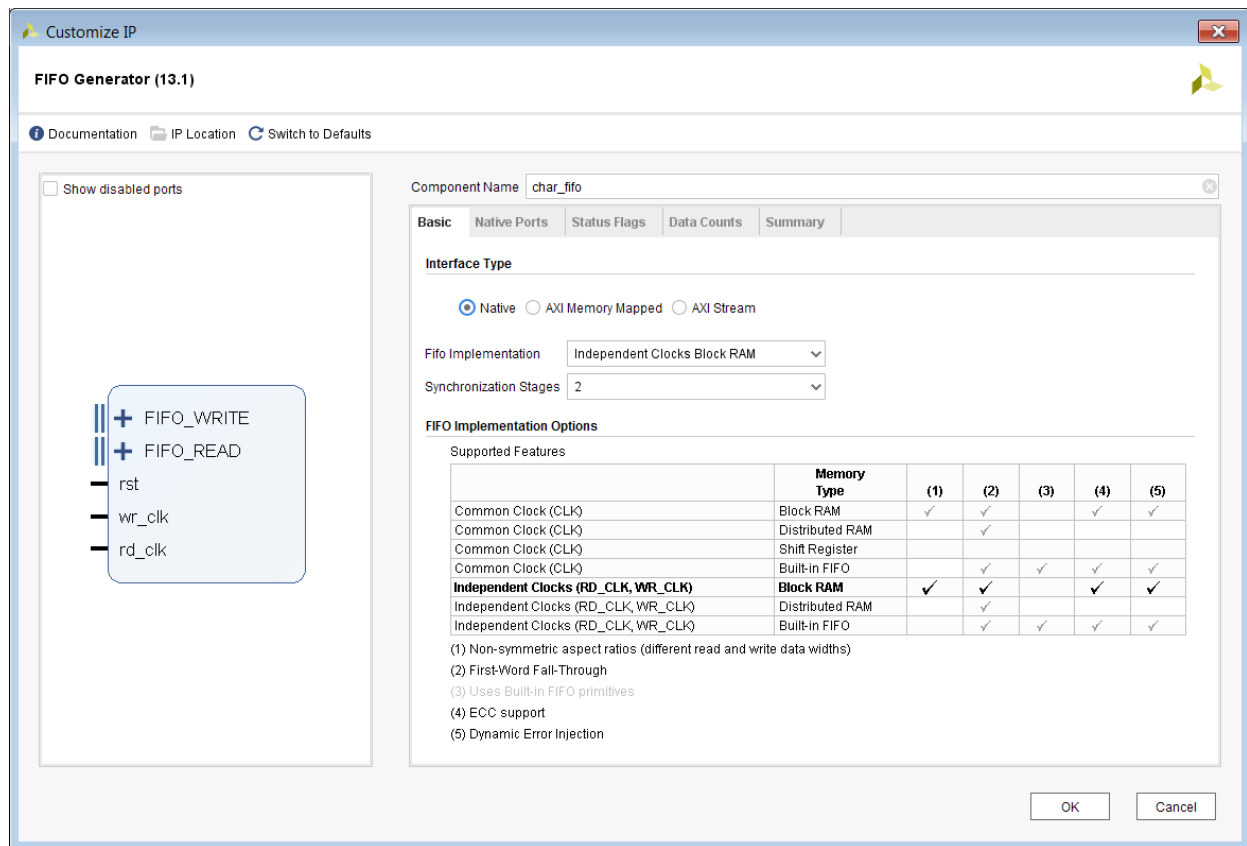 Customize IP
FIFO Generator (13.1)
Documentation IP Location Switch to Defaults
Show disabled ports
FIFO_WRITE
FIFO_READ
rst
wr_clk
rd_clk
Component Name char_fifo
Basic Native Ports Status Flags Data Counts Summary
Interface Type
Native AXI Memory Mapped AXI Stream
Fifo Implementation Independent Clocks Block RAM
Synchronization Stages 2
FIFO Implementation Options
Supported Features
Memory
Type (1) (2) (3) (4) (5)
Common Clock (CLK) Block RAM ✓ ✓ ✓ ✓
Common Clock (CLK) Distributed RAM ✓
Common Clock (CLK) Shift Register
Common Clock (CLK) Built-in FIFO ✓ ✓ ✓ ✓
Independent Clocks (RD_CLK, WR_CLK) Block RAM ✓ ✓ ✓ ✓
Independent Clocks (RD_CLK, WR_CLK) Distributed RAM ✓
Independent Clocks (RD_CLK, WR_CLK) Built-in FIFO ✓ ✓ ✓ ✓
(1) Non-symmetric aspect ratios (different read and write data widths)
(2) First-Word Fall-Through
(3) Uses Built-in FIFO primitives
(4) ECC support
(5) Dynamic Error Injection
OK Cancel